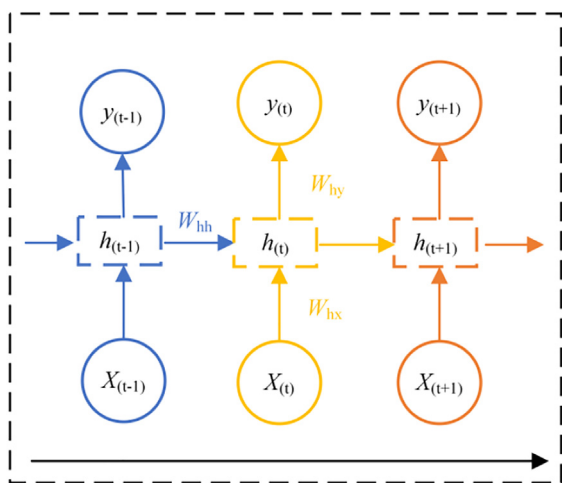 y(t-1) y(t) y(t+1)
Why
Whh
h(t-1) h(t) h(t+1)
Whx
X(t-1) X(t) X(t+1)